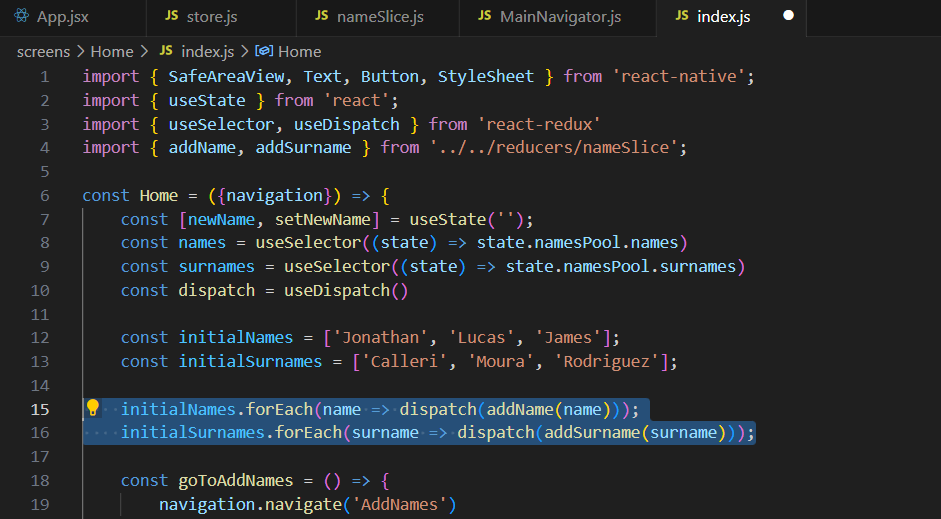 App.jsx JS store.js JS nameSlice.js JS MainNavigator.js JS index.js
screens > Home > JS index.js > Home
1 import { SafeAreaView, Text, Button, StyleSheet } from 'react-native';
2 import { useState } from 'react';
3 import { useSelector, useDispatch } from 'react-redux'
4 import { addName, addSurname } from '../../reducers/nameSlice';
5
6 const Home = ({navigation}) => {
7 const [newName, setNewName] = useState('');
8 const names = useSelector((state) => state.namesPool.names)
9 const surnames = useSelector((state) => state.namesPool.surnames)
10 const dispatch = useDispatch()
11
12 const initialNames = ['Jonathan', 'Lucas', 'James'];
13 const initialSurnames = ['Calleri', 'Moura', 'Rodriguez'];
14
15 initialNames.forEach(name => dispatch(addName(name)));
16 initialSurnames.forEach(surname => dispatch(addSurname(surname)));
17
18 const goToAddNames = () => {
19 navigation.navigate('AddNames')